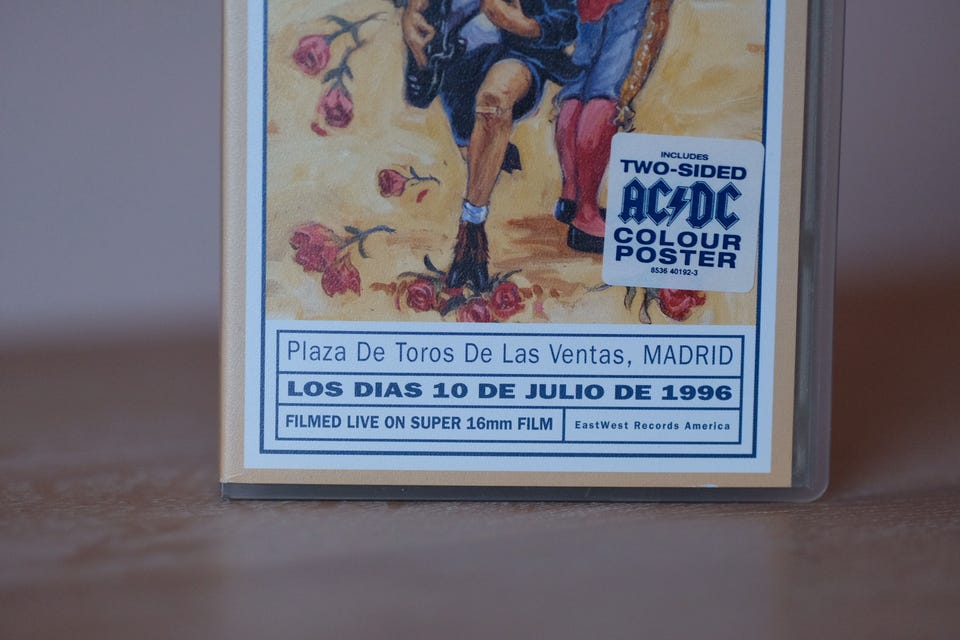 INCLUDES
TWO-SIDED
AC/DC
COLOUR
POSTER
8536 40192-3
Plaza De Toros De Las Ventas, MADRID
LOS DIAS 10 DE JULIO DE 1996
FILMED LIVE ON SUPER 16mm FILM
EastWest Records America